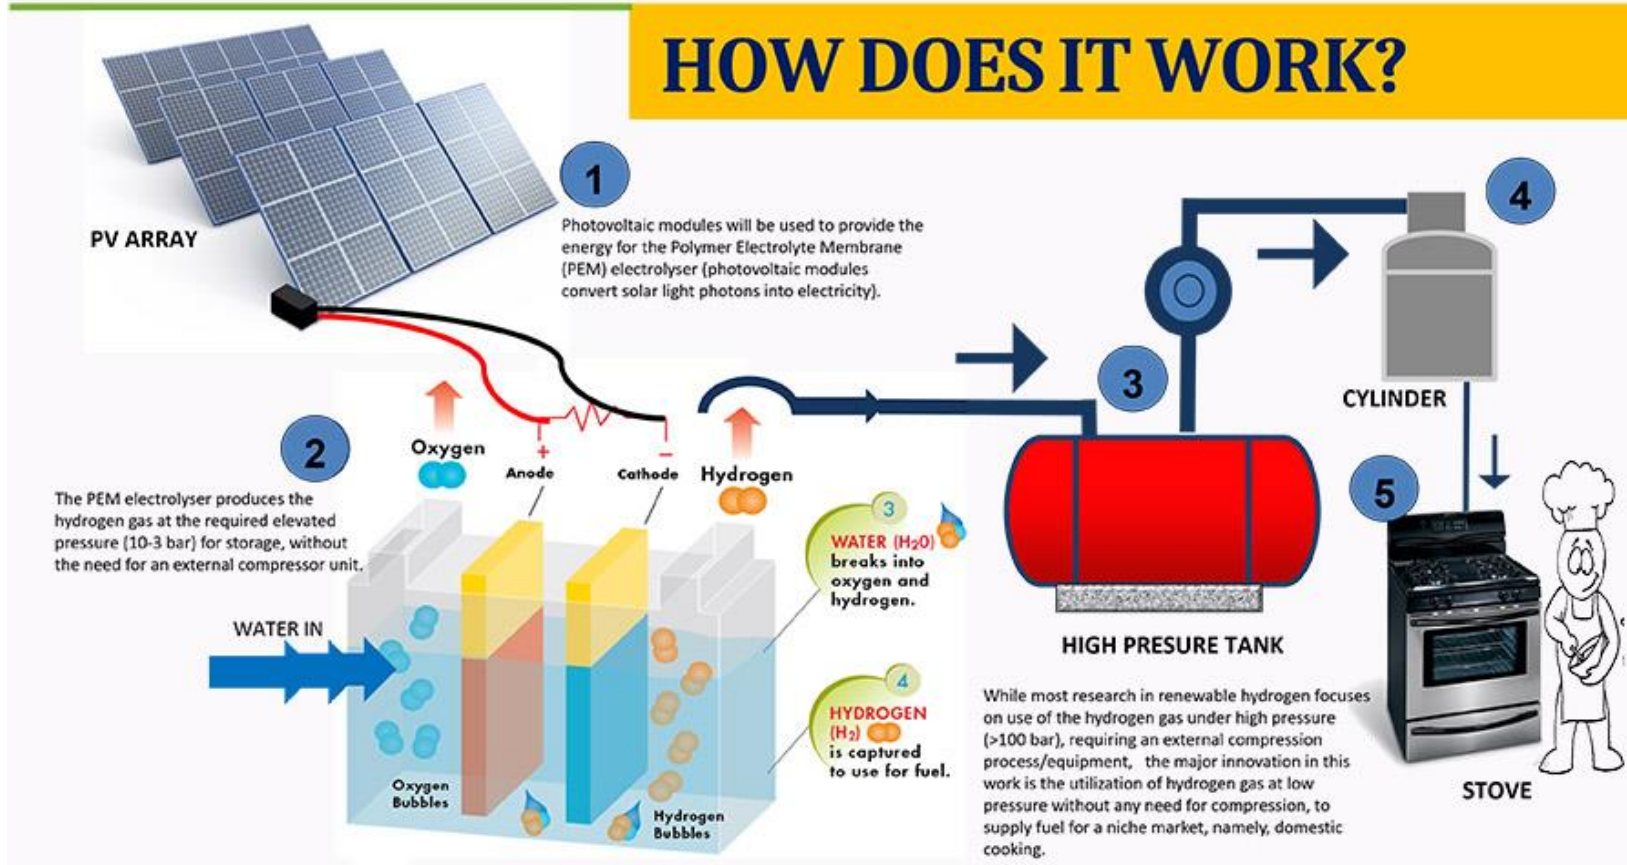 HOW DOES IT WORK?
1
PV ARRAY
Photovoltaic modules will be used to provide the
energy for the Polymer Electrolyte Membrane
(PEM) electrolyser (photovoltaic modules
convert solar light photons into electricity).
2
The PEM electrolyser produces the
hydrogen gas at the required elevated
pressure (10-3 bar) for storage, without
the need for an external compressor unit.
WATER IN
Oxygen
+
Anode
−
Cathode
Hydrogen
Oxygen
Bubbles
Hydrogen
Bubbles
3
WATER (H20)
breaks into
oxygen and
hydrogen.
4
HYDROGEN
(H2)
is captured
to use for fuel.
3
HIGH PRESURE TANK
While most research in renewable hydrogen focuses
on use of the hydrogen gas under high pressure
(>100 bar), requiring an external compression
process/equipment, the major innovation in this
work is the utilization of hydrogen gas at low
pressure without any need for compression, to
supply fuel for a niche market, namely, domestic
cooking.
4
CYLINDER
5
STOVE